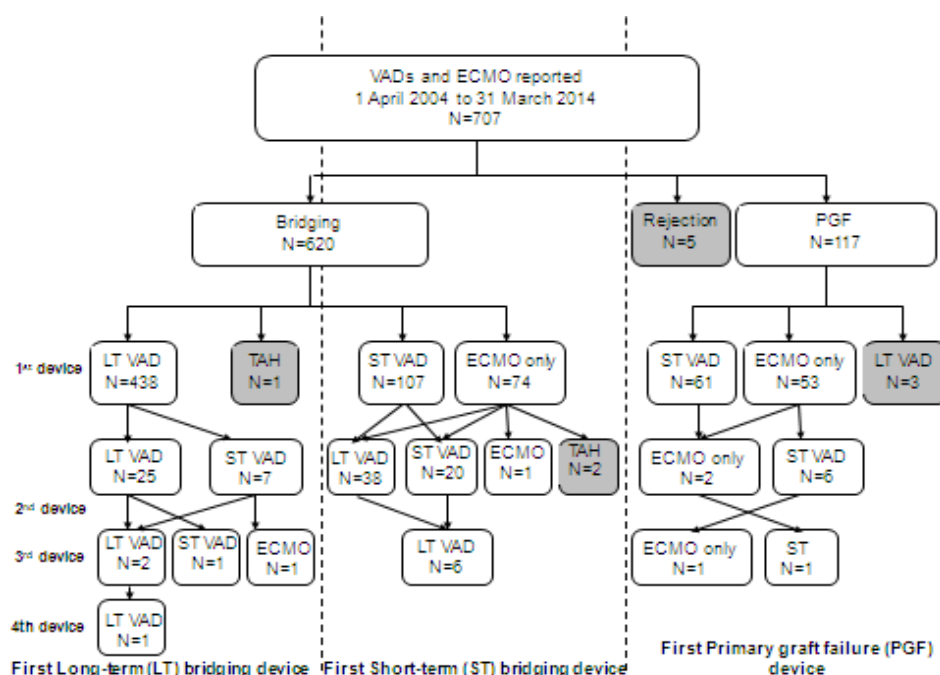 VADs and ECMO reported
1 April 2004 to 31 March 2014
N=707
Bridging
N=620
Rejection
N=5
PGF
N=117
1st device
LT VAD
N=438
TAH
N=1
ST VAD
N=107
ECMO only
N=74
ST VAD
N=61
ECMO only
N=53
LT VAD
N=3
2nd device
LT VAD
N=25
ST VAD
N=7
LT VAD
N=38
ST VAD
N=20
ECMO
N=1
TAH
N=2
ECMO only
N=2
ST VAD
N=6
3rd device
LT VAD
N=2
ST VAD
N=1
ECMO
N=1
LT VAD
N=6
ECMO only
N=1
ST
N=1
4th device
LT VAD
N=1
First Long-term (LT) bridging device
First Short-term (ST) bridging device
First Primary graft failure (PGF)
device